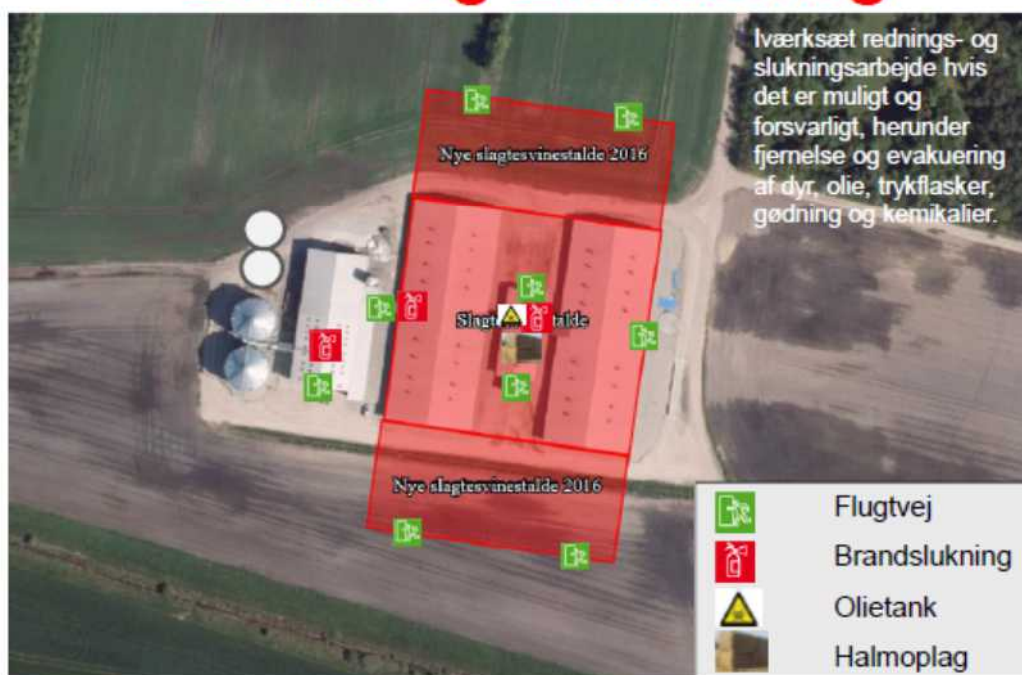 Iværksæt rednings- og
slukningsarbejde hvis
det er muligt og
forsvarligt, herunder
fjernelse og evakuering
af dyr, olie, trykflasker,
gødning og kemikalier.
Nye slagtesvinestalde 2016
Nye slagtesvinestalde 2016
Flugtvej
Brandslukning
Olietank
Halmoplag